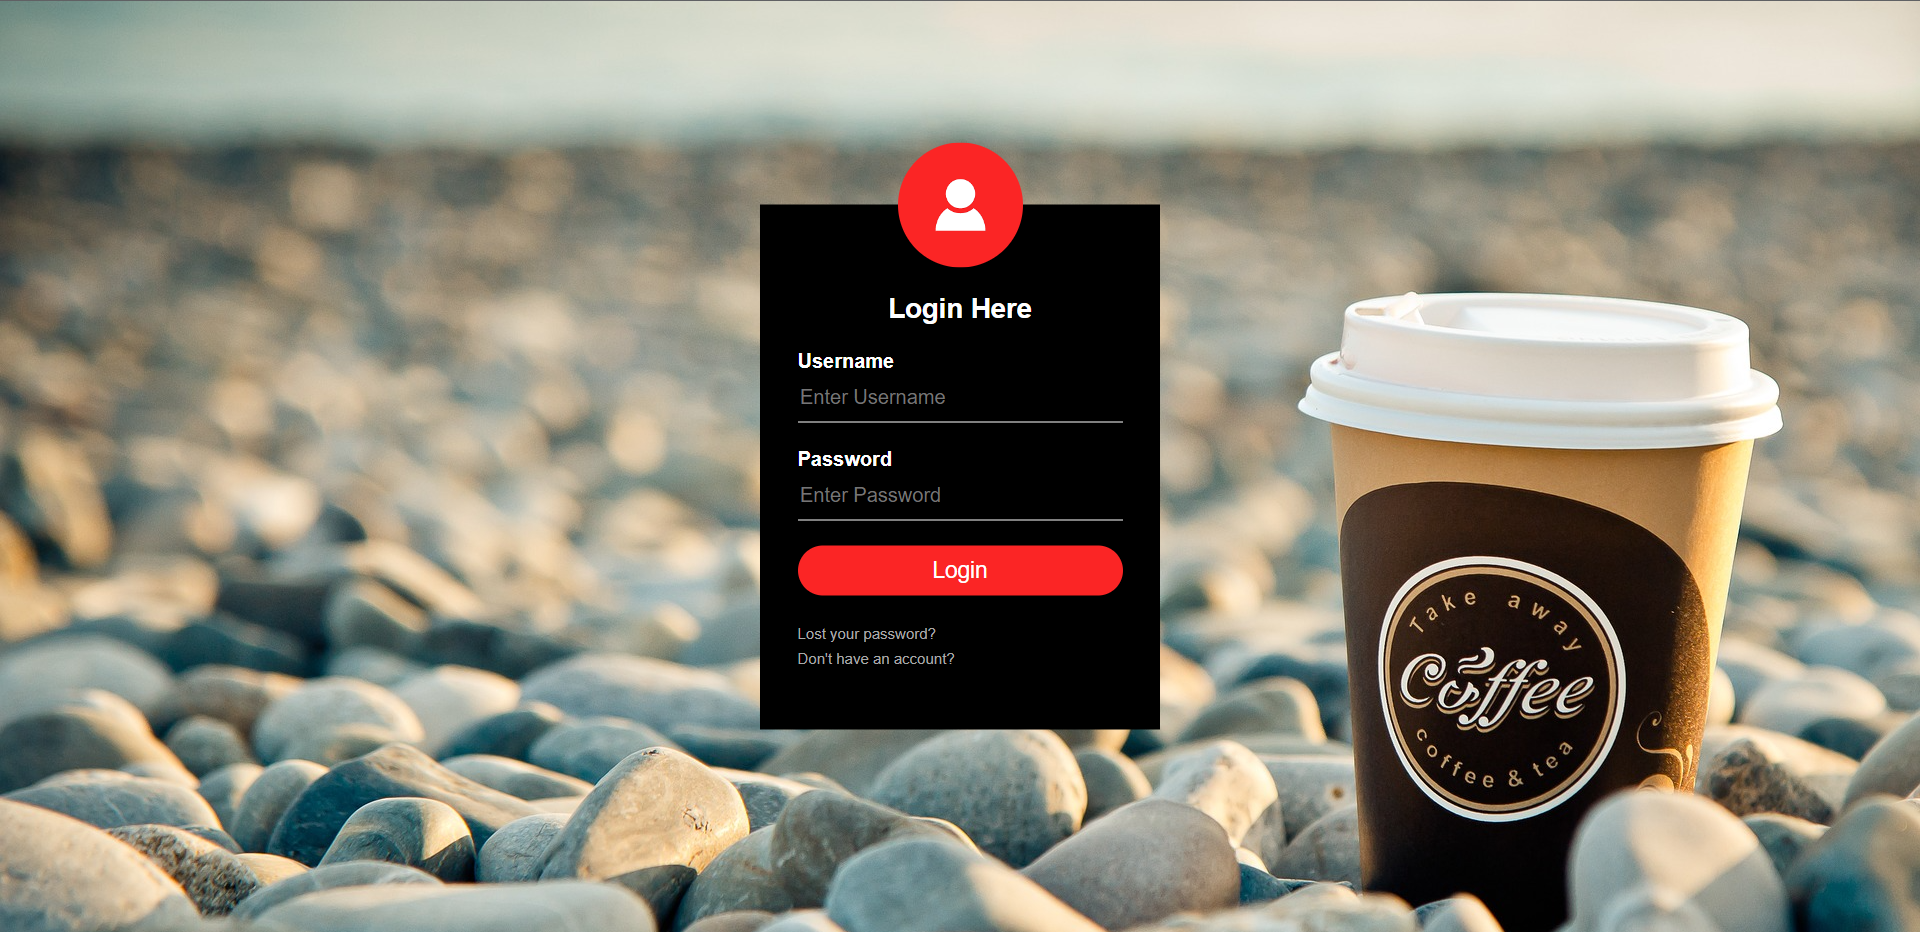 Login Here
Username
Enter Username
Password
Enter Password
Login
Lost your password?
Don't have an account?
Take away
Coffee
coffee & tea